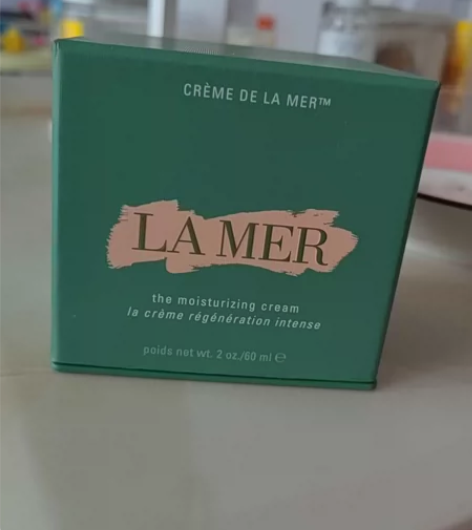 CRÈME DE LA MER™
LA MER
the moisturizing cream
la crème régénération intense
poids net wt. 2 oz./60 ml ℮